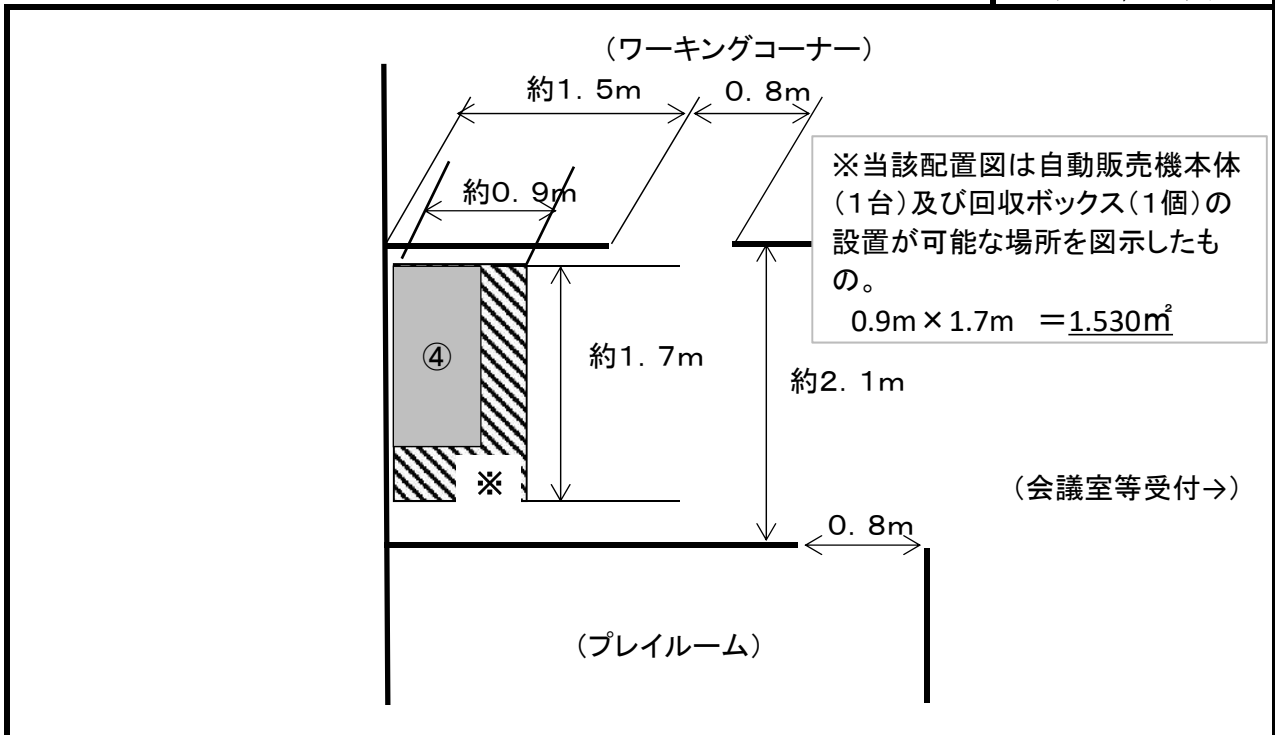 （ワーキングコーナー）
約１．５ｍ
０．８ｍ
約０．９ｍ
※当該配置図は自動販売機本体
（１台）及び回収ボックス（１個）の
設置が可能な場所を図示したも
の。
0.9m×1.7m ＝1.530㎡
④
約１．７ｍ
約２．１ｍ
※
（会議室等受付→）
０．８ｍ
（プレイルーム）